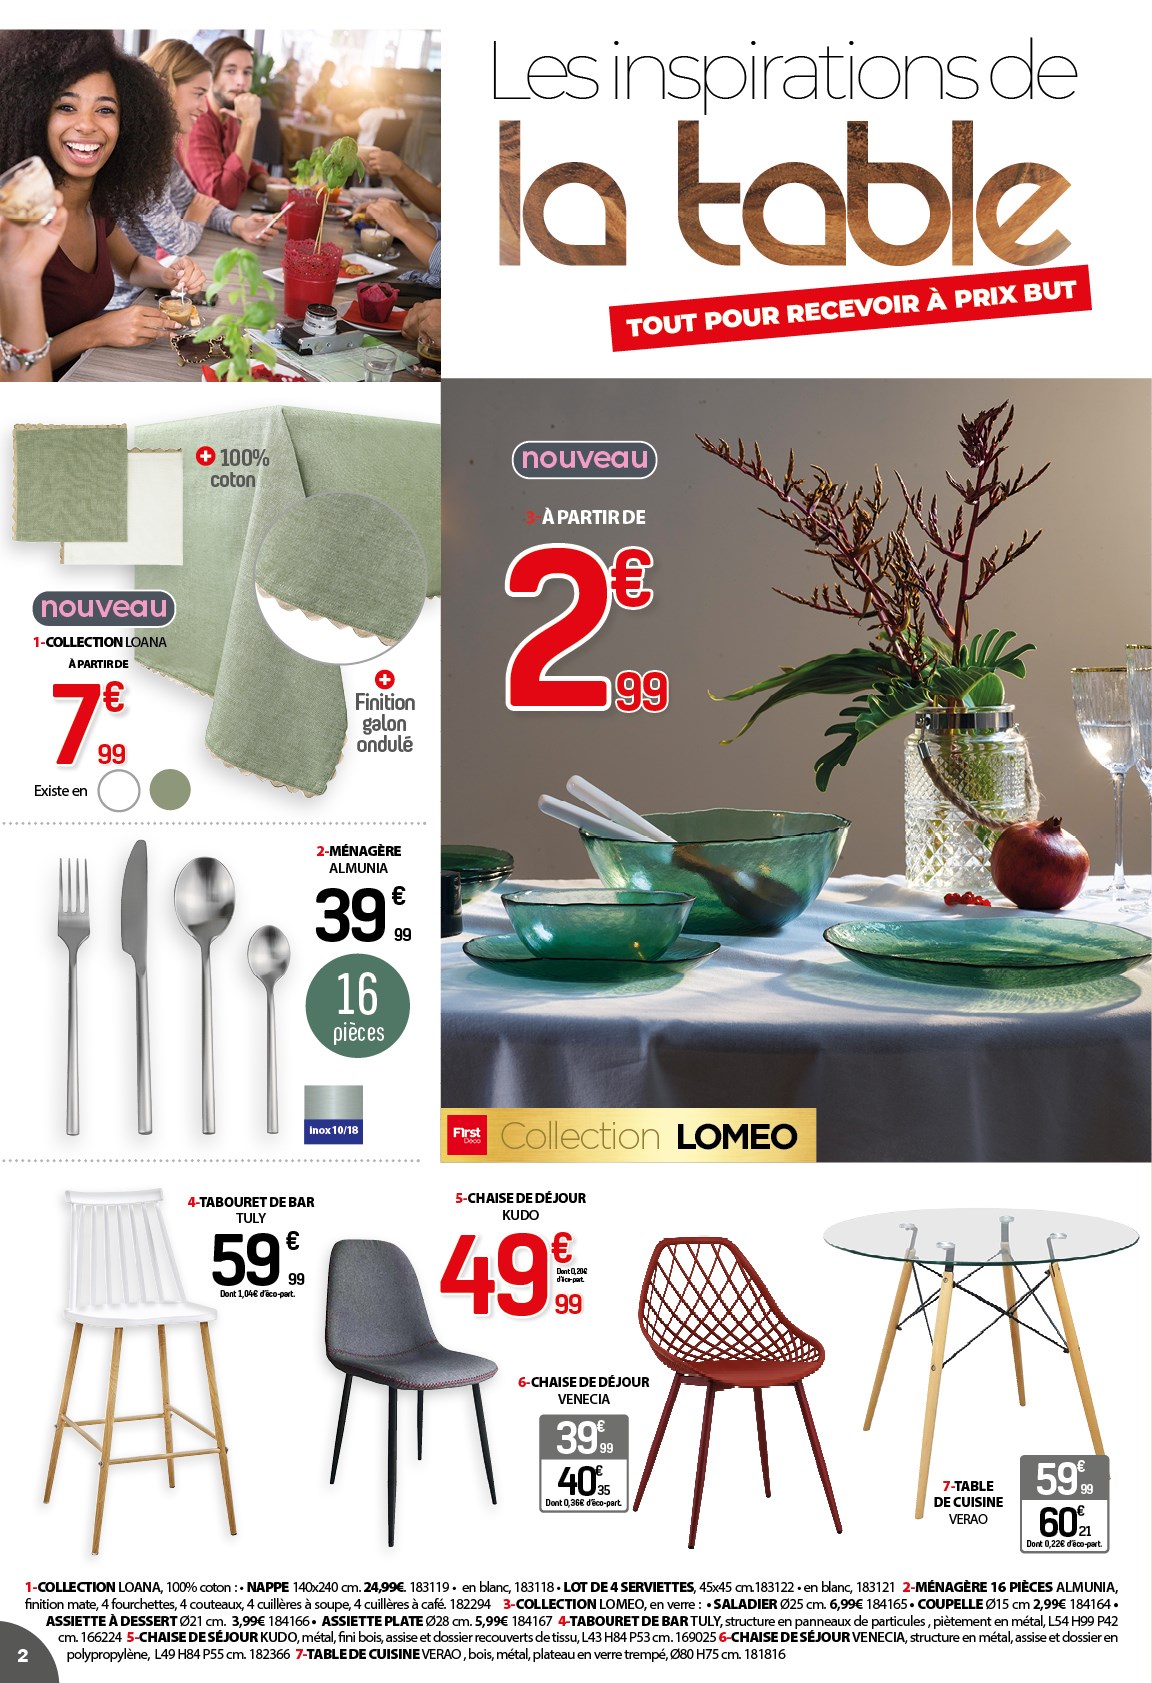 Les inspirations de
la table
TOUT POUR RECEVOIR À PRIX BUT
+ 100%
coton
nouveau
1-COLLECTION LOANA
À PARTIR DE
7€99
Existe en
+
Finition
galon
ondulé
nouveau
3-À PARTIR DE
2€99
2-MÉNAGÈRE
ALMUNIA
39€99
16
pièces
inox 10/18
First
Déco
Collection LOMEO
4-TABOURET DE BAR
TULY
59€99
Dont 1,04€ d'éco-part.
5-CHAISE DE DÉJOUR
KUDO
49€99
Dont 0,20€
d'éco-part.
6-CHAISE DE DÉJOUR
VENECIA
39€99
40€35
Dont 0,36€ d'éco-part.
7-TABLE
DE CUISINE
VERAO
59€99
60€21
Dont 0,22€ d'éco-part.
1-COLLECTION LOANA, 100% coton : • NAPPE 140x240 cm. 24,99€. 183119 • en blanc, 183118 • LOT DE 4 SERVIETTES, 45x45 cm.183122 • en blanc, 183121 2-MÉNAGÈRE 16 PIÈCES ALMUNIA,
finition mate, 4 fourchettes, 4 couteaux, 4 cuillères à soupe, 4 cuillères à café. 182294 3-COLLECTION LOMEO, en verre : • SALADIER Ø25 cm. 6,99€ 184165 • COUPELLE Ø15 cm 2,99€ 184164 •
ASSIETTE À DESSERT Ø21 cm. 3,99€ 184166 • ASSIETTE PLATE Ø28 cm. 5,99€ 184167 4-TABOURET DE BAR TULY, structure en panneaux de particules , piètement en métal, L54 H99 P42
cm. 166224 5-CHAISE DE SÉJOUR KUDO, métal, fini bois, assise et dossier recouverts de tissu, L43 H84 P53 cm. 169025 6-CHAISE DE SÉJOUR VENECIA, structure en métal, assise et dossier en
polypropylène, L49 H84 P55 cm. 182366 7-TABLE DE CUISINE VERAO , bois, métal, plateau en verre trempé, Ø80 H75 cm. 181816
2